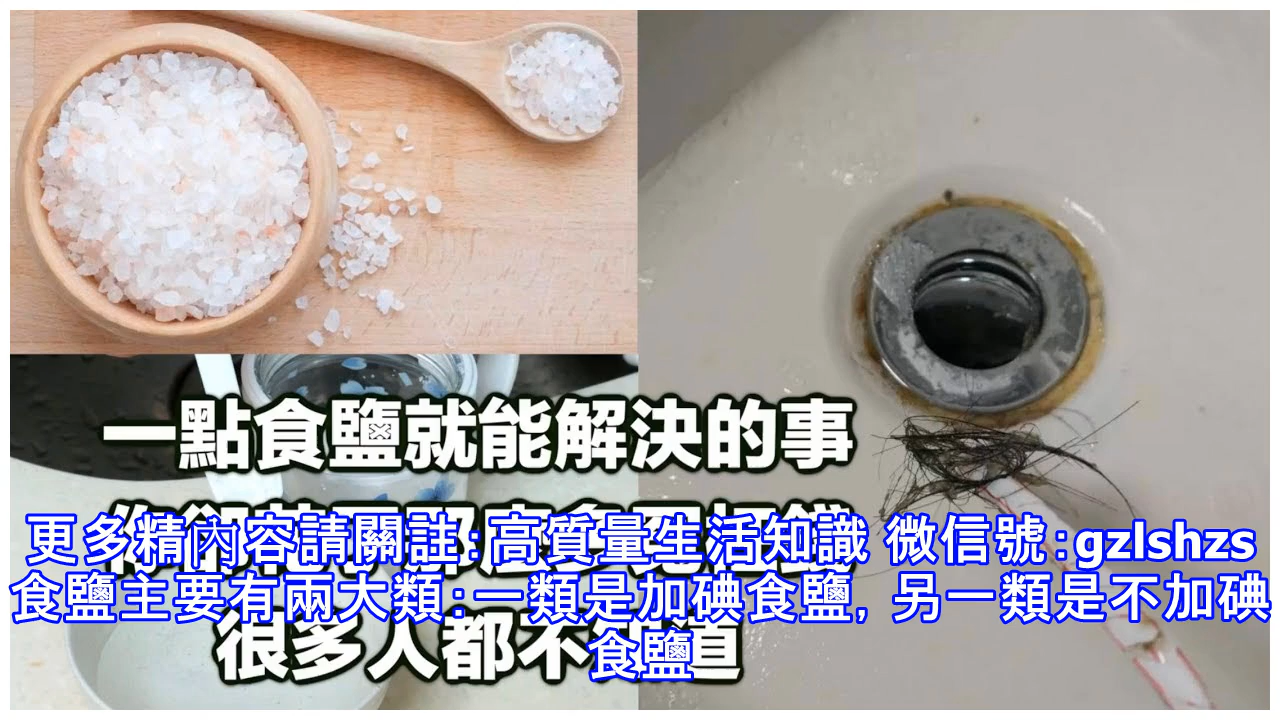 一點食鹽就能解決的事
更多精內容請關註:高質量生活知識 微信號:gzlshzs
食鹽主要有兩大類:一類是加碘食鹽, 另一類是不加碘
食鹽
很多人都不知道